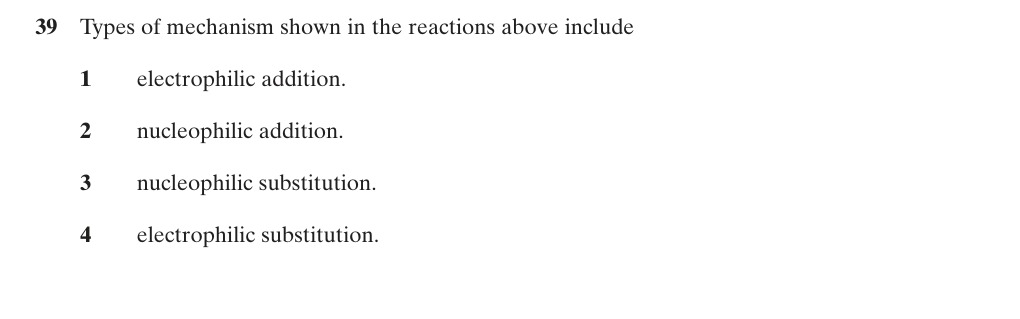 39 Types of mechanism shown in the reactions above include
1 electrophilic addition.
2 nucleophilic addition.
3 nucleophilic substitution.
4 electrophilic substitution.